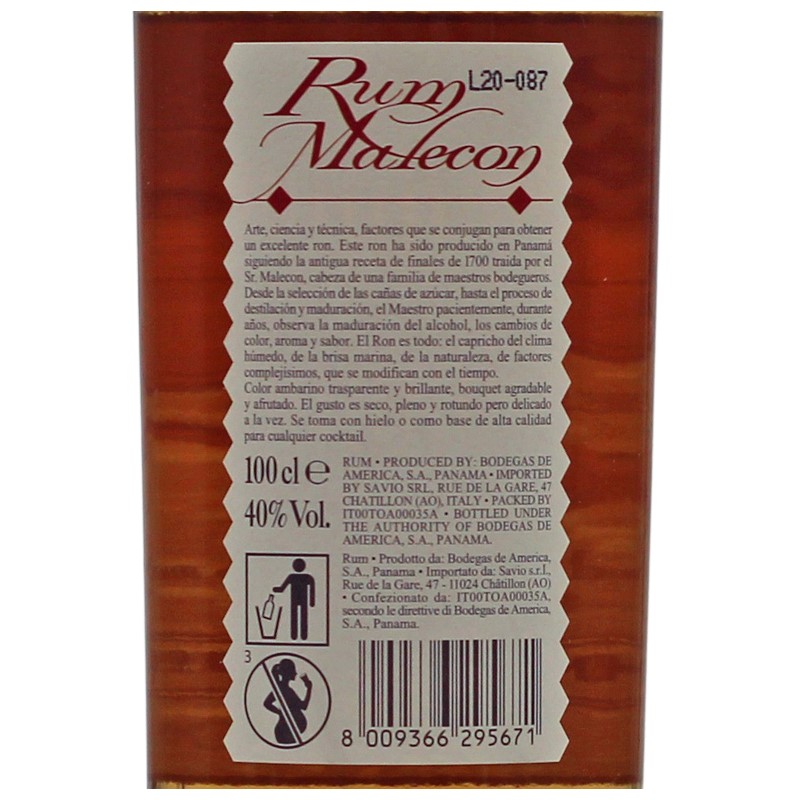 Rum
L20-087
Malecon
Arte, ciencia y técnica, factores que se conjugan para obtener
un excelente ron. Este ron ha sido producido en Panamá
siguiendo la antigua receta de finales de 1700 traida por el
Sr. Malecon, cabeza de una familia de maestros bodegueros.
Desde la selección de las cañas de azúcar, hasta el proceso de
destilación y maduración, el Maestro pacientemente, durante
años, observa la maduración del alcohol, los cambios de
color, aroma y sabor. El Ron es todo: el capricho del clima
húmedo, de la brisa marina, de la naturaleza, de factores
complejisimos, que se modifican con el tiempo.
Color ambarino trasparente y brillante, bouquet agradable
y afrutado. El gusto es seco, pleno y rotundo pero delicado
a la vez. Se toma con hielo o como base de alta calidad
para cualquier cocktail.
100 cl ℮
40% Vol.
RUM • PRODUCED BY: BODEGAS DE
AMERICA, S.A., PANAMA • IMPORTED
BY SAVIO SRL, RUE DE LA GARE, 47
CHATILLON (AO), ITALY • PACKED BY
IT00TOA00035A • BOTTLED UNDER
THE AUTHORITY OF BODEGAS DE
AMERICA, S.A., PANAMA.
Rum • Prodotto da: Bodegas de America,
S.A., Panama • Importato da: Savio s.r.l.,
Rue de la Gare, 47 - 11024 Châtillon (AO)
• Confezionato da: IT00TOA00035A,
secondo le direttive di Bodegas de America,
S.A., Panama.
3
8 009366 295671